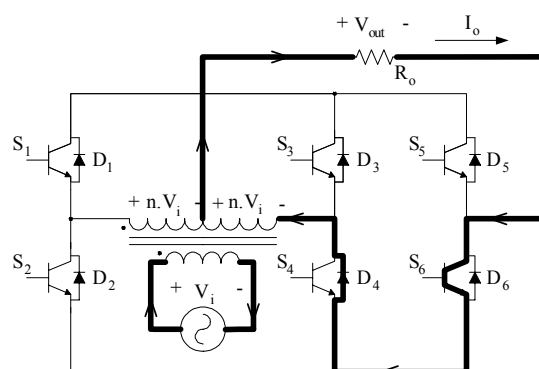 + V_out -
I_o
R_o
S_1
D_1
S_3
D_3
S_5
D_5
+ n.V_i - + n.V_i -
S_2
D_2
S_4
D_4
S_6
D_6
+ V_i -